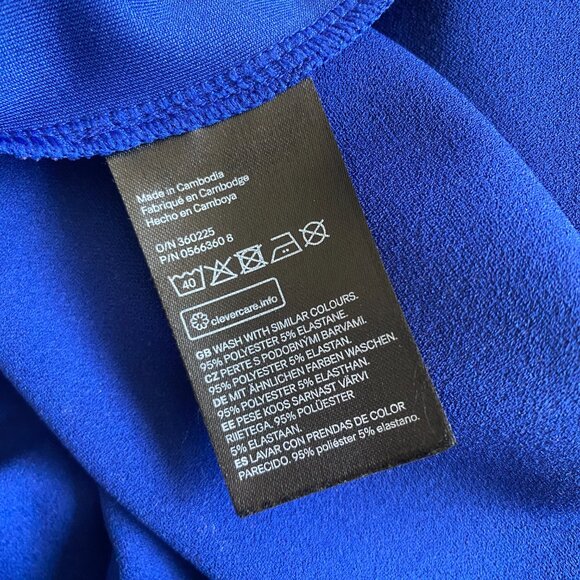 Made in Cambodia
Fabriqué en Cambodge
Hecho en Camboya
O/N 360225
P/N 0566360 8
40
clevercare.info
GB WASH WITH SIMILAR COLOURS.
95% POLYESTER 5% ELASTANE.
CZ PERTE S PODOBNÝMI BARVAMI.
95% POLYESTER 5% ELASTAN.
DE MIT ÄHNLICHEN FARBEN WASCHEN.
95% POLYESTER 5% ELASTHAN.
EE PESE KOOS SARNAST VÄRVI
RIIETEGA. 95% POLÜESTER
5% ELASTAAN.
ES LAVAR CON PRENDAS DE COLOR
PARECIDO. 95% poliéster 5% elastano.